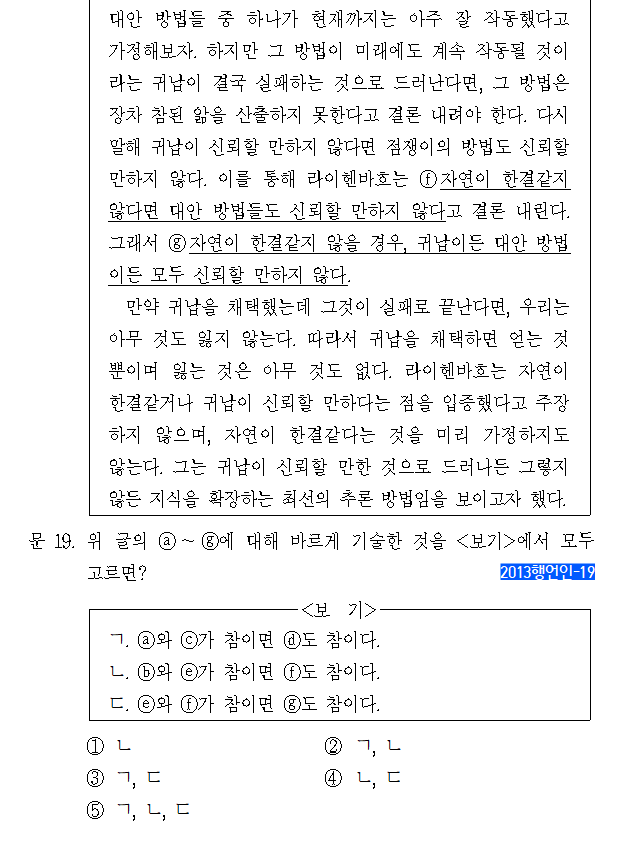 대안 방법들 중 하나가 현재까지는 아주 잘 작동했다고
가정해보자. 하지만 그 방법이 미래에도 계속 작동될 것이
라는 귀납이 결국 실패하는 것으로 드러난다면, 그 방법은
장차 참된 앎을 산출하지 못한다고 결론 내려야 한다. 다시
말해 귀납이 신뢰할 만하지 않다면 점쟁이의 방법도 신뢰할
만하지 않다. 이를 통해 라이헨바흐는 ⓕ자연이 한결같지
않다면 대안 방법들도 신뢰할 만하지 않다고 결론 내린다.
그래서 ⓖ자연이 한결같지 않을 경우, 귀납이든 대안 방법
이든 모두 신뢰할 만하지 않다.
만약 귀납을 채택했는데 그것이 실패로 끝난다면, 우리는
아무 것도 잃지 않는다. 따라서 귀납을 채택하면 얻는 것
뿐이며 잃는 것은 아무 것도 없다. 라이헨바흐는 자연이
한결같거나 귀납이 신뢰할 만하다는 점을 입증했다고 주장
하지 않으며, 자연이 한결같다는 것을 미리 가정하지도
않는다. 그는 귀납이 신뢰할 만한 것으로 드러나든 그렇지
않든 지식을 확장하는 최선의 추론 방법임을 보이고자 했다.
문 19. 위 글의 ⓐ~ⓖ에 대해 바르게 기술한 것을 <보기>에서 모두
고르면?
2013행언인-19
<보 기>
ㄱ. ⓐ와 ⓒ가 참이면 ⓓ도 참이다.
ㄴ. ⓑ와 ⓔ가 참이면 ⓕ도 참이다.
ㄷ. ⓔ와 ⓕ가 참이면 ⓖ도 참이다.
① ㄴ ② ㄱ, ㄴ
③ ㄱ, ㄷ ④ ㄴ, ㄷ
⑤ ㄱ, ㄴ, ㄷ